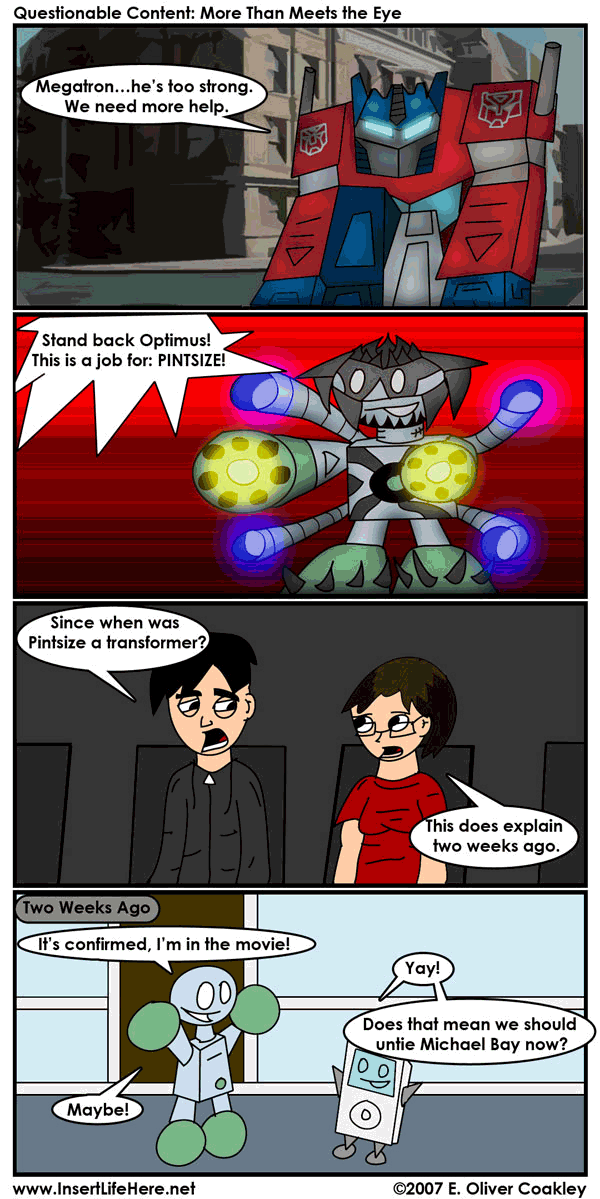 Questionable Content: More Than Meets the Eye
Megatron...he's too strong.
We need more help.
Stand back Optimus!
This is a job for: PINTSIZE!
Since when was
Pintsize a transformer?
This does explain
two weeks ago.
Two Weeks Ago
It's confirmed, I'm in the movie!
Yay!
Does that mean we should
untie Michael Bay now?
Maybe!
www.InsertLifeHere.net
©2007 E. Oliver Coakley